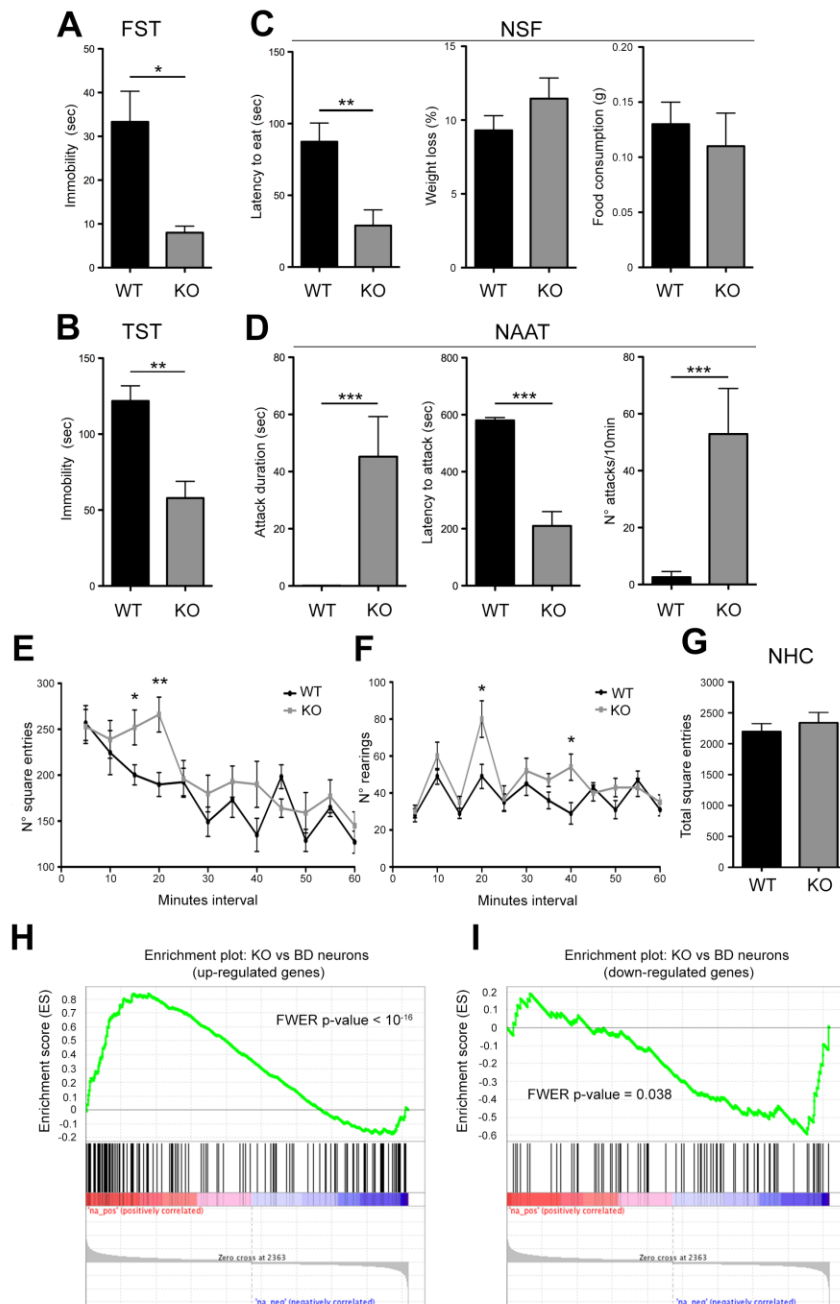 A
FST
50
40
30
20
10
0
Immobility (sec)
*
WT
KO
C
NSF
150
100
50
0
Latency to eat (sec)
**
WT
KO
15
10
5
0
Weight loss (%)
WT
KO
0.20
0.15
0.10
0.05
0.00
Food consumption (g)
WT
KO
B
TST
150
100
50
0
Immobility (sec)
**
WT
KO
D
NAAT
80
60
40
20
0
Attack duration (sec)
***
WT
KO
800
600
400
200
0
Latency to attack (sec)
***
WT
KO
80
60
40
20
0
N° attacks/10min
***
WT
KO
E
300
250
200
150
100
N° square entries
* **
WT
KO
0 10 20 30 40 50 60
Minutes interval
F
100
80
60
40
20
0
N° rearings
* *
WT
KO
0 10 20 30 40 50 60
Minutes interval
G
NHC
3000
2500
2000
1500
1000
500
0
Total square entries
WT
KO
H
Enrichment plot: KO vs BD neurons
(up-regulated genes)
Enrichment score (ES)
0.8
0.7
0.6
0.5
0.4
0.3
0.2
0.1
0
-0.1
-0.2
FWER p-value < 10⁻¹⁶
'na_pos' (positively correlated)
Zero cross at 2363
'na_neg' (negatively correlated)
I
Enrichment plot: KO vs BD neurons
(down-regulated genes)
Enrichment score (ES)
0.2
0.1
0
-0.1
-0.2
-0.3
-0.4
-0.5
-0.6
FWER p-value = 0.038
'na_pos' (positively correlated)
Zero cross at 2363
'na_neg' (negatively correlated)